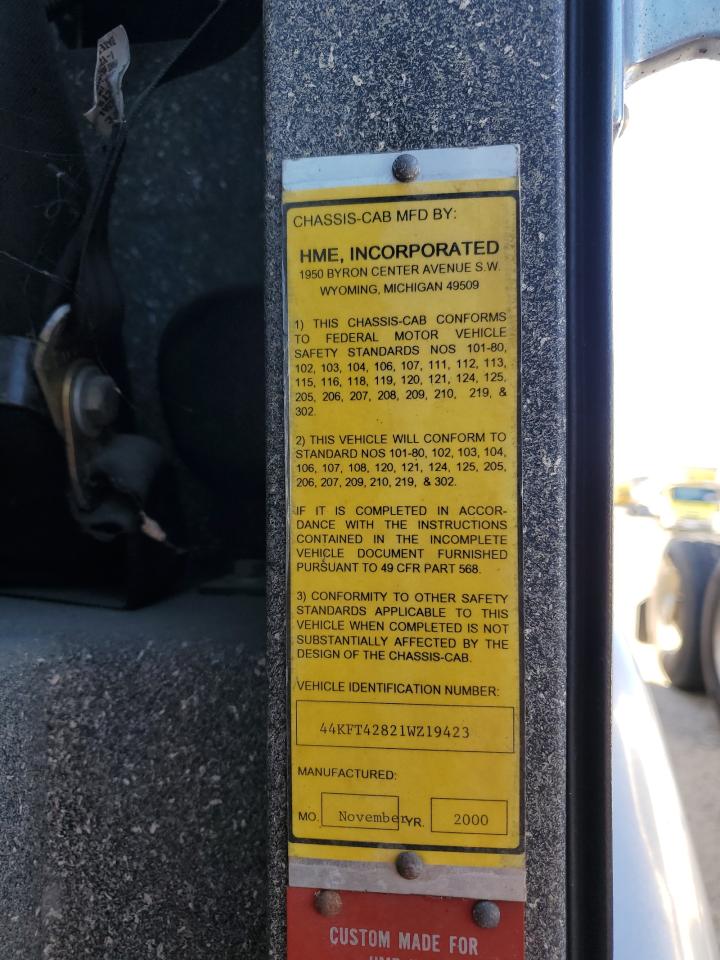 CHASSIS-CAB MFD BY:
HME, INCORPORATED
1950 BYRON CENTER AVENUE S.W.
WYOMING, MICHIGAN 49509
1) THIS CHASSIS-CAB CONFORMS
TO FEDERAL MOTOR VEHICLE
SAFETY STANDARDS NOS 101-80,
102, 103, 104, 106, 107, 111, 112, 113,
115, 116, 118, 119, 120, 121, 124, 125,
205, 206, 207, 208, 209, 210, 219, &
302.
2) THIS VEHICLE WILL CONFORM TO
STANDARD NOS 101-80, 102, 103, 104,
106, 107, 108, 120, 121, 124, 125, 205,
206, 207, 209, 210, 219, & 302.
IF IT IS COMPLETED IN ACCOR-
DANCE WITH THE INSTRUCTIONS
CONTAINED IN THE INCOMPLETE
VEHICLE DOCUMENT FURNISHED
PURSUANT TO 49 CFR PART 568.
3) CONFORMITY TO OTHER SAFETY
STANDARDS APPLICABLE TO THIS
VEHICLE WHEN COMPLETED IS NOT
SUBSTANTIALLY AFFECTED BY THE
DESIGN OF THE CHASSIS-CAB.
VEHICLE IDENTIFICATION NUMBER:
44KFT42821WZ19423
MANUFACTURED:
MO. November YR. 2000
CUSTOM MADE FOR